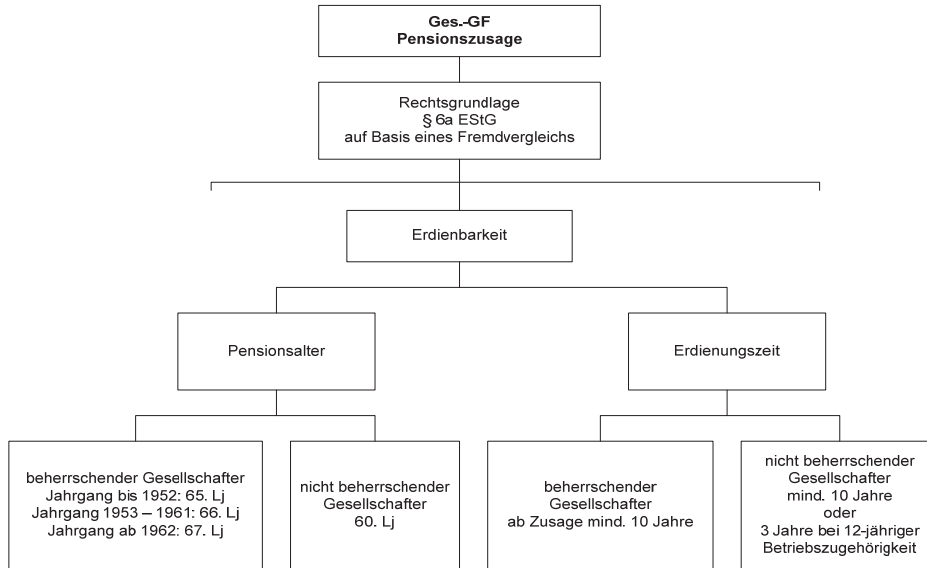 Ges.-GF
Pensionszusage
Rechtsgrundlage
§ 6a EStG
auf Basis eines Fremdvergleichs
Erdienbarkeit
Pensionsalter
Erdienungszeit
beherrschender Gesellschafter
Jahrgang bis 1952: 65. Lj
Jahrgang 1953 – 1961: 66. Lj
Jahrgang ab 1962: 67. Lj
nicht beherrschender
Gesellschafter
60. Lj
beherrschender
Gesellschafter
ab Zusage mind. 10 Jahre
nicht beherrschender
Gesellschafter
mind. 10 Jahre
oder
3 Jahre bei 12-jähriger
Betriebszugehörigkeit